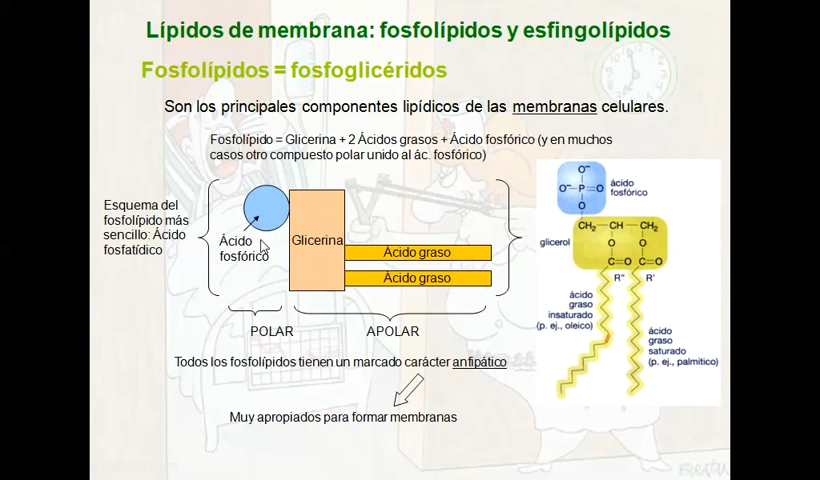 Lípidos de membrana: fosfolípidos y esfingolípidos
Fosfolípidos = fosfoglicéridos
Son los principales componentes lipídicos de las membranas celulares.
Fosfolípido = Glicerina + 2 Ácidos grasos + Ácido fosfórico (y en muchos
casos otro compuesto polar unido al ác. fosfórico)
Esquema del
fosfolípido más
sencillo: Ácido
fosfatídico
Ácido
fosfórico
Glicerina
Ácido graso
Ácido graso
POLAR
APOLAR
Todos los fosfolípidos tienen un marcado carácter anfipático
Muy apropiados para formar membranas
O⁻
O⁻ P O
O
ácido
fosfórico
CH₂ CH CH₂
glicerol
O O
C O C O
R'' R'
ácido
graso
insaturado
(p. ej., oleico)
ácido
graso
saturado
(p. ej., palmítico)